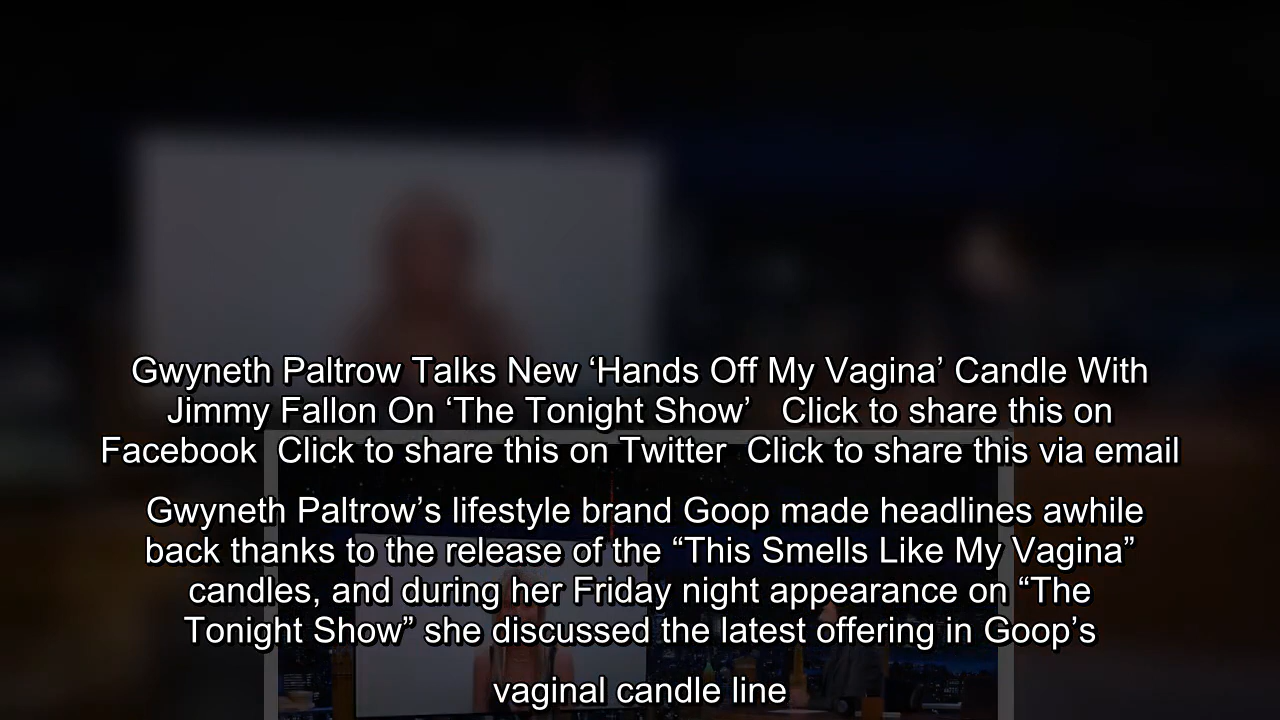 Gwyneth Paltrow Talks New ‘Hands Off My Vagina’ Candle With
Jimmy Fallon On ‘The Tonight Show’   Click to share this on
Facebook  Click to share this on Twitter  Click to share this via email
Gwyneth Paltrow’s lifestyle brand Goop made headlines awhile
back thanks to the release of the “This Smells Like My Vagina”
candles, and during her Friday night appearance on “The
Tonight Show” she discussed the latest offering in Goop’s
vaginal candle line